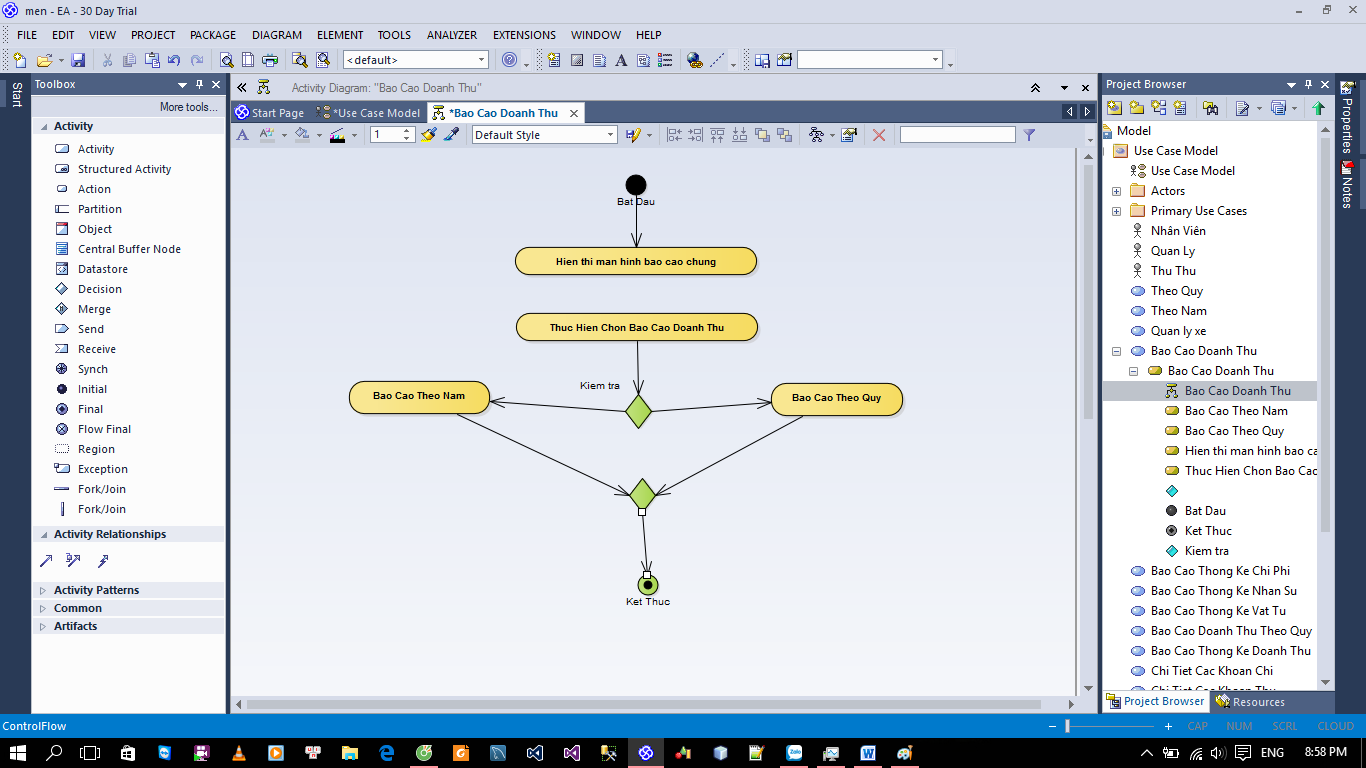 men - EA - 30 Day Trial
FILE EDIT VIEW PROJECT PACKAGE DIAGRAM ELEMENT TOOLS ANALYZER EXTENSIONS WINDOW HELP
<default>
Start
Toolbox
More tools...
Activity
Activity
Structured Activity
Action
Partition
Object
Central Buffer Node
Datastore
Decision
Merge
Send
Receive
Synch
Initial
Final
Flow Final
Region
Exception
Fork/Join
Fork/Join
Activity Relationships
Activity Patterns
Common
Artifacts
Activity Diagram: "Bao Cao Doanh Thu"
Start Page *Use Case Model *Bao Cao Doanh Thu
1 Default Style
Bat Dau
Hien thi man hinh bao cao chung
Thuc Hien Chon Bao Cao Doanh Thu
Kiem tra
Bao Cao Theo Nam
Bao Cao Theo Quy
Ket Thuc
Project Browser
Model
Use Case Model
Use Case Model
Actors
Primary Use Cases
Nhân Viên
Quan Ly
Thu Thu
Theo Quy
Theo Nam
Quan ly xe
Bao Cao Doanh Thu
Bao Cao Doanh Thu
Bao Cao Doanh Thu
Bao Cao Theo Nam
Bao Cao Theo Quy
Hien thi man hinh bao ca
Thuc Hien Chon Bao Cao
Bat Dau
Ket Thuc
Kiem tra
Bao Cao Thong Ke Chi Phi
Bao Cao Thong Ke Nhan Su
Bao Cao Thong Ke Vat Tu
Bao Cao Doanh Thu Theo Quy
Bao Cao Thong Ke Doanh Thu
Chi Tiet Cac Khoan Chi
Chi Tiet Cac Khoan Thu
Project Browser Resources
Properties
Notes
ControlFlow
CAP NUM SCRL CLOUD
ENG 8:58 PM